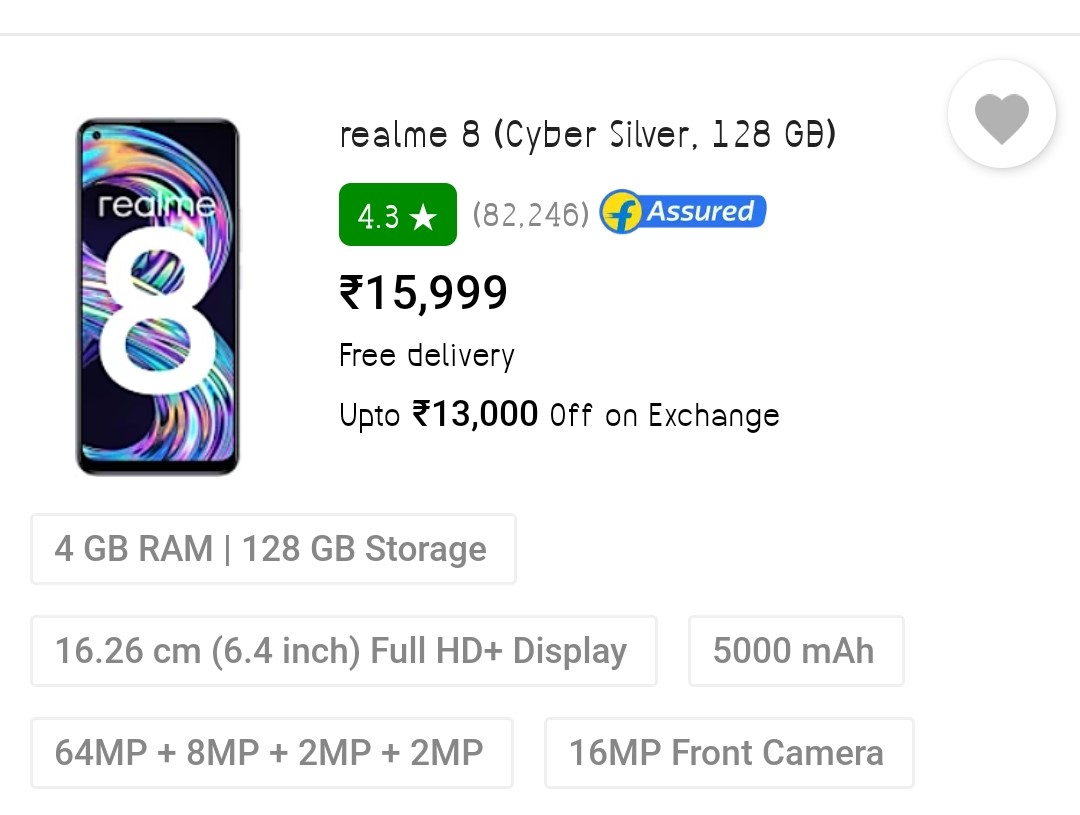 realme 8 (Cyber Silver, 128 GB)
realme
8
4.3 ★ (82,246) f Assured
₹15,999
Free delivery
Upto ₹13,000 Off on Exchange
4 GB RAM | 128 GB Storage
16.26 cm (6.4 inch) Full HD+ Display 5000 mAh
64MP + 8MP + 2MP + 2MP 16MP Front Camera